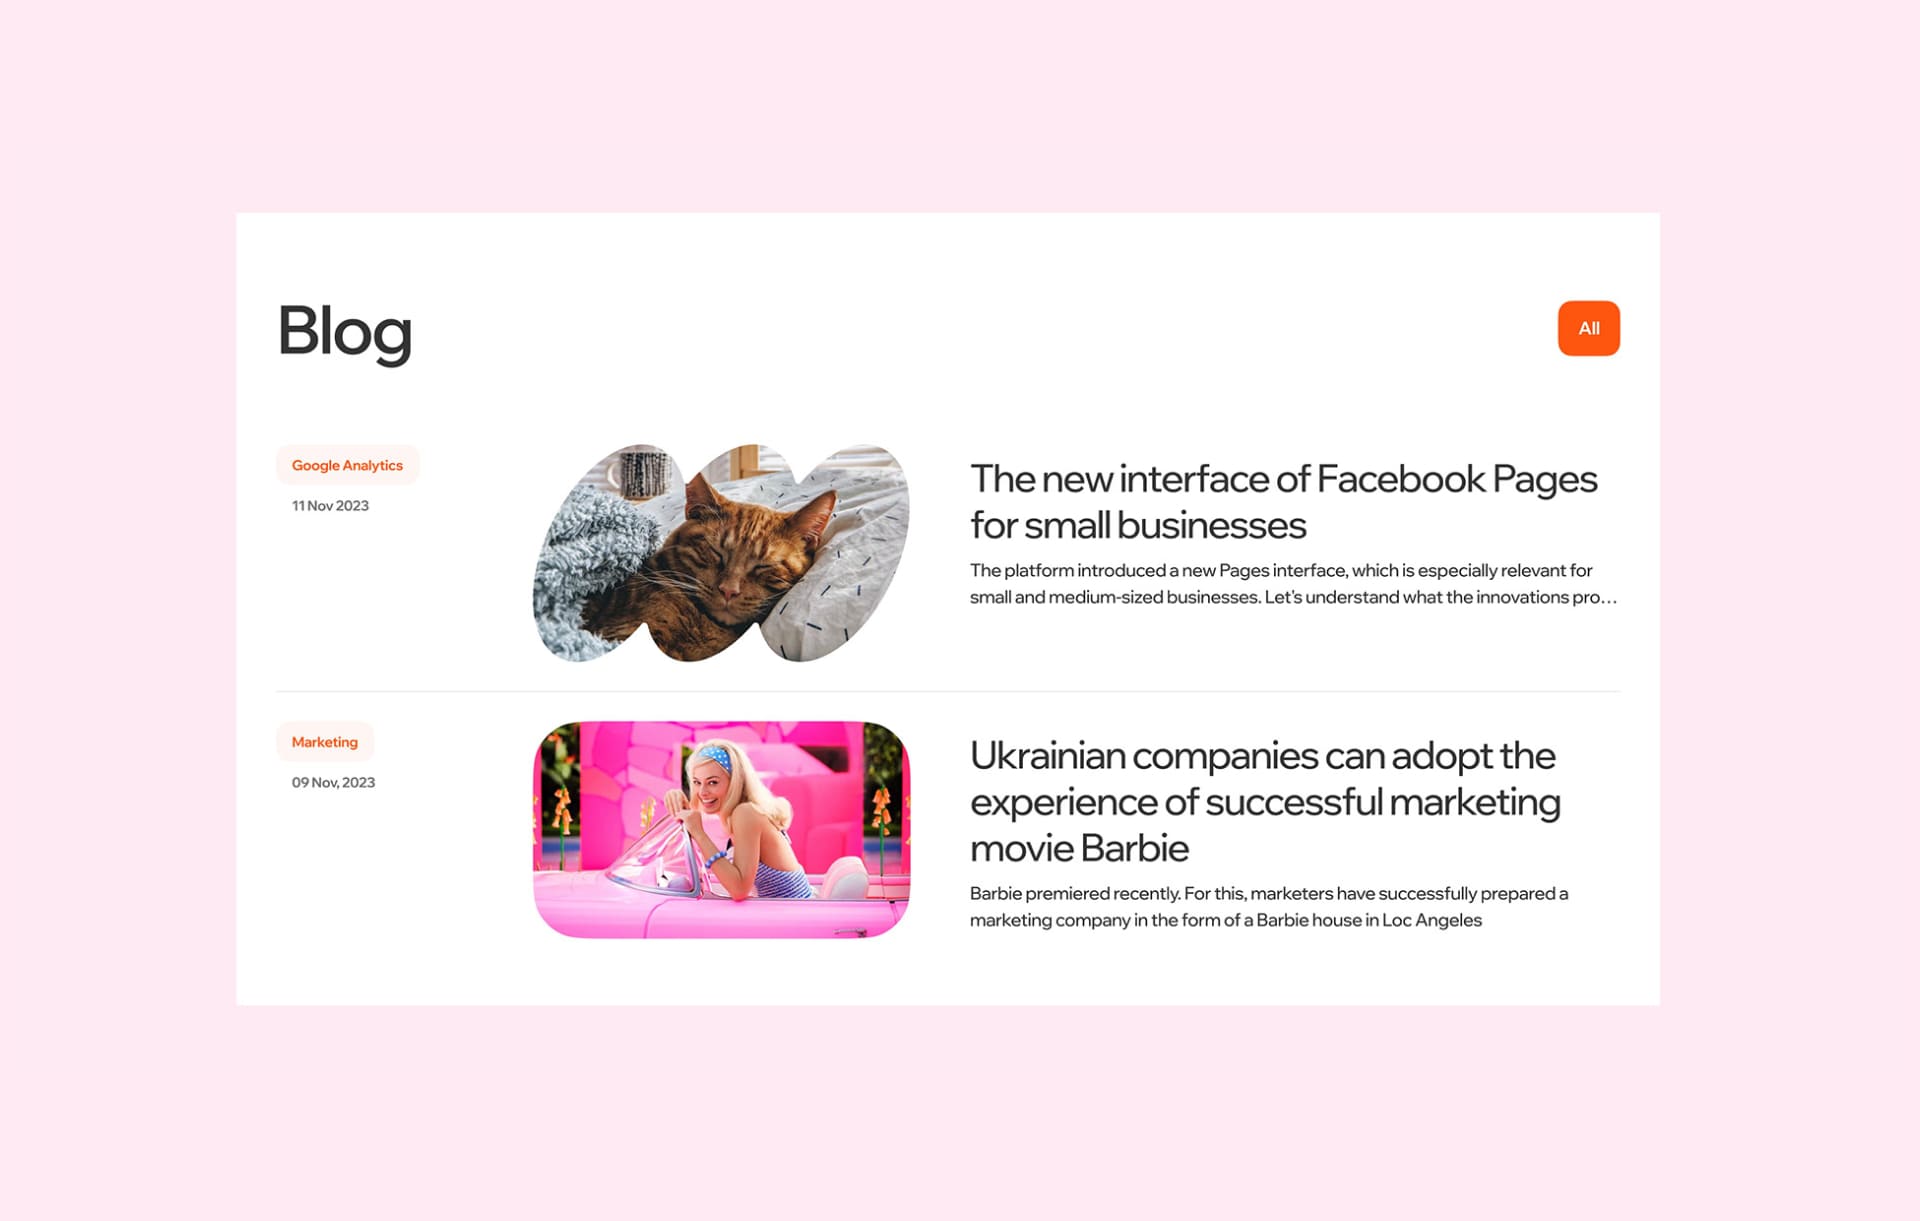 Blog
All
Google Analytics
11 Nov 2023
The new interface of Facebook Pages
for small businesses
The platform introduced a new Pages interface, which is especially relevant for
small and medium-sized businesses. Let's understand what the innovations pro...
Marketing
09 Nov, 2023
Ukrainian companies can adopt the
experience of successful marketing
movie Barbie
Barbie premiered recently. For this, marketers have successfully prepared a
marketing company in the form of a Barbie house in Loc Angeles